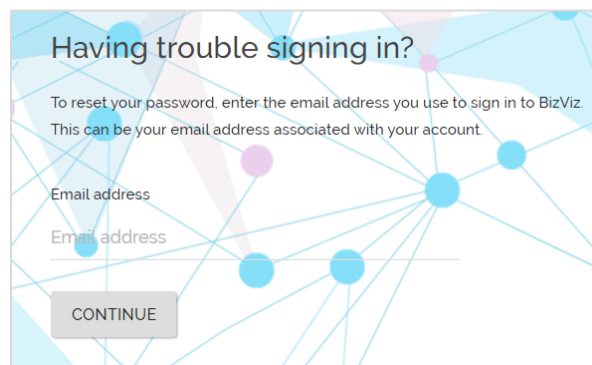 Having trouble signing in?
To reset your password, enter the email address you use to sign in to BizViz.
This can be your email address associated with your account.
Email address
Email address
CONTINUE